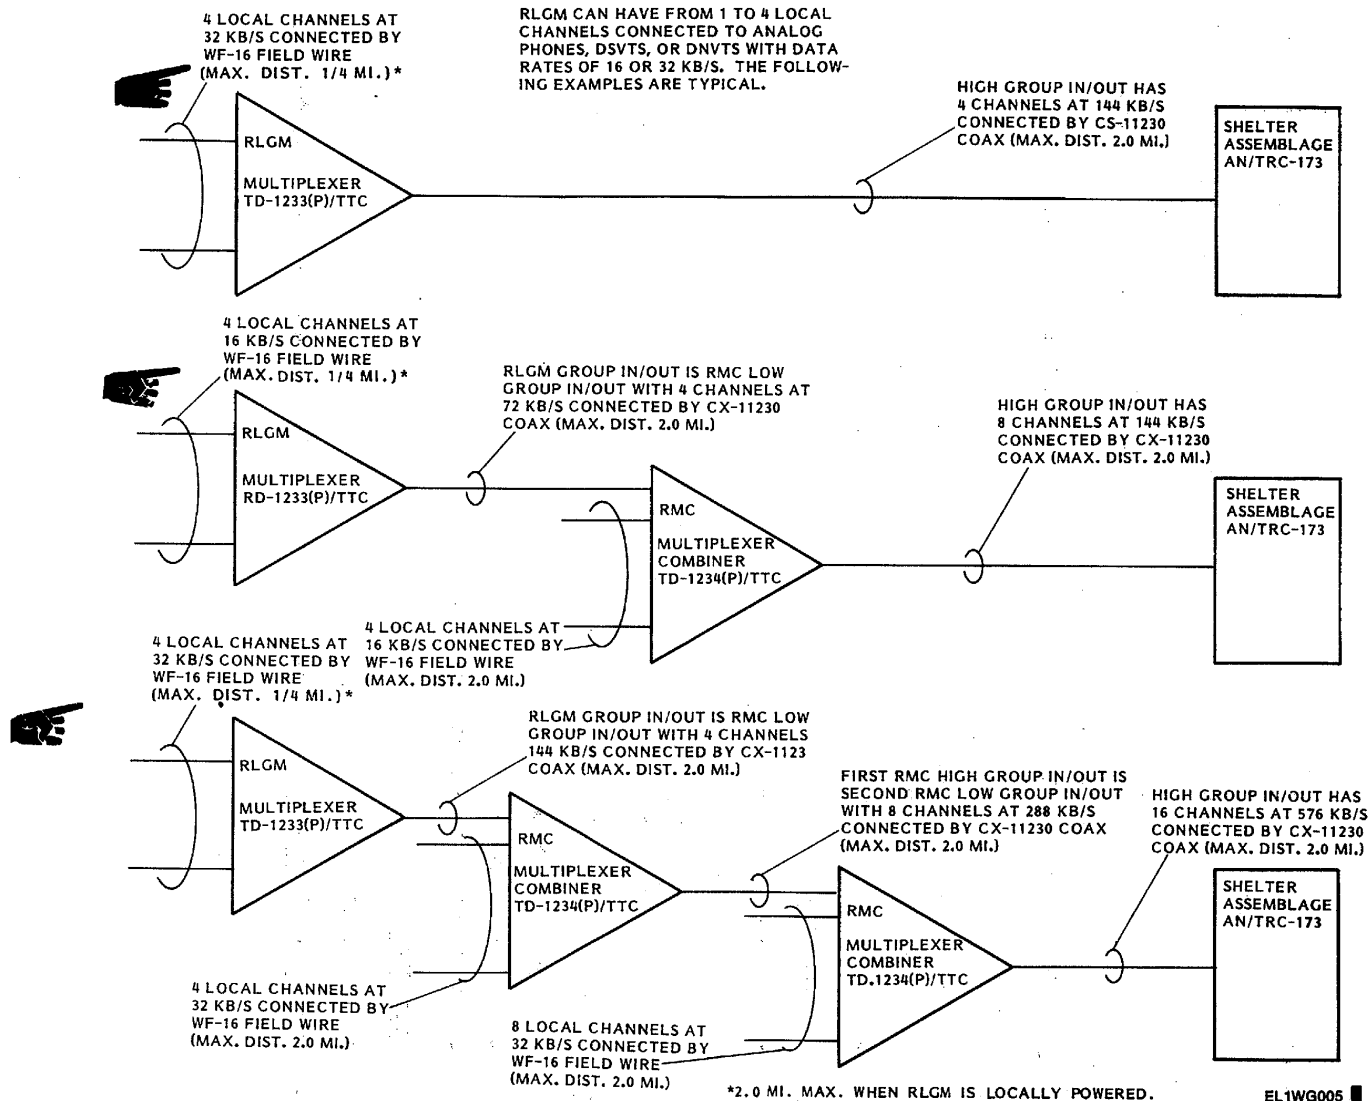 4 LOCAL CHANNELS AT
32 KB/S CONNECTED BY
WF-16 FIELD WIRE
(MAX. DIST. 1/4 MI.)*
RLGM CAN HAVE FROM 1 TO 4 LOCAL
CHANNELS CONNECTED TO ANALOG
PHONES, DSVTS, OR DNVTS WITH DATA
RATES OF 16 OR 32 KB/S. THE FOLLOW-
ING EXAMPLES ARE TYPICAL.
HIGH GROUP IN/OUT HAS
4 CHANNELS AT 144 KB/S
CONNECTED BY CS-11230
COAX (MAX. DIST. 2.0 MI.)
SHELTER
ASSEMBLAGE
AN/TRC-173
RLGM
MULTIPLEXER
TD-1233(P)/TTC
4 LOCAL CHANNELS AT
16 KB/S CONNECTED BY
WF-16 FIELD WIRE
(MAX. DIST. 1/4 MI.)*
RLGM GROUP IN/OUT IS RMC LOW
GROUP IN/OUT WITH 4 CHANNELS AT
72 KB/S CONNECTED BY CX-11230
COAX (MAX. DIST. 2.0 MI.)
HIGH GROUP IN/OUT HAS
8 CHANNELS AT 144 KB/S
CONNECTED BY CX-11230
COAX (MAX. DIST. 2.0 MI.)
RLGM
MULTIPLEXER
RD-1233(P)/TTC
RMC
MULTIPLEXER
COMBINER
TD-1234(P)/TTC
SHELTER
ASSEMBLAGE
AN/TRC-173
4 LOCAL CHANNELS AT
16 KB/S CONNECTED BY
WF-16 FIELD WIRE
(MAX. DIST. 2.0 MI.)
4 LOCAL CHANNELS AT
32 KB/S CONNECTED BY
WF-16 FIELD WIRE
(MAX. DIST. 1/4 MI.)*
RLGM GROUP IN/OUT IS RMC LOW
GROUP IN/OUT WITH 4 CHANNELS
144 KB/S CONNECTED BY CX-1123
COAX (MAX. DIST. 2.0 MI.)
FIRST RMC HIGH GROUP IN/OUT IS
SECOND RMC LOW GROUP IN/OUT
WITH 8 CHANNELS AT 288 KB/S
CONNECTED BY CX-11230 COAX
(MAX. DIST. 2.0 MI.)
HIGH GROUP IN/OUT HAS
16 CHANNELS AT 576 KB/S
CONNECTED BY CX-11230
COAX (MAX. DIST. 2.0 MI.)
RLGM
MULTIPLEXER
TD-1233(P)/TTC
RMC
MULTIPLEXER
COMBINER
TD-1234(P)/TTC
RMC
MULTIPLEXER
COMBINER
TD.1234(P)/TTC
SHELTER
ASSEMBLAGE
AN/TRC-173
4 LOCAL CHANNELS AT
32 KB/S CONNECTED BY
WF-16 FIELD WIRE
(MAX. DIST. 2.0 MI.)
8 LOCAL CHANNELS AT
32 KB/S CONNECTED BY
WF-16 FIELD WIRE
(MAX. DIST. 2.0 MI.)
*2.0 MI. MAX. WHEN RLGM IS LOCALLY POWERED.
EL1WG005